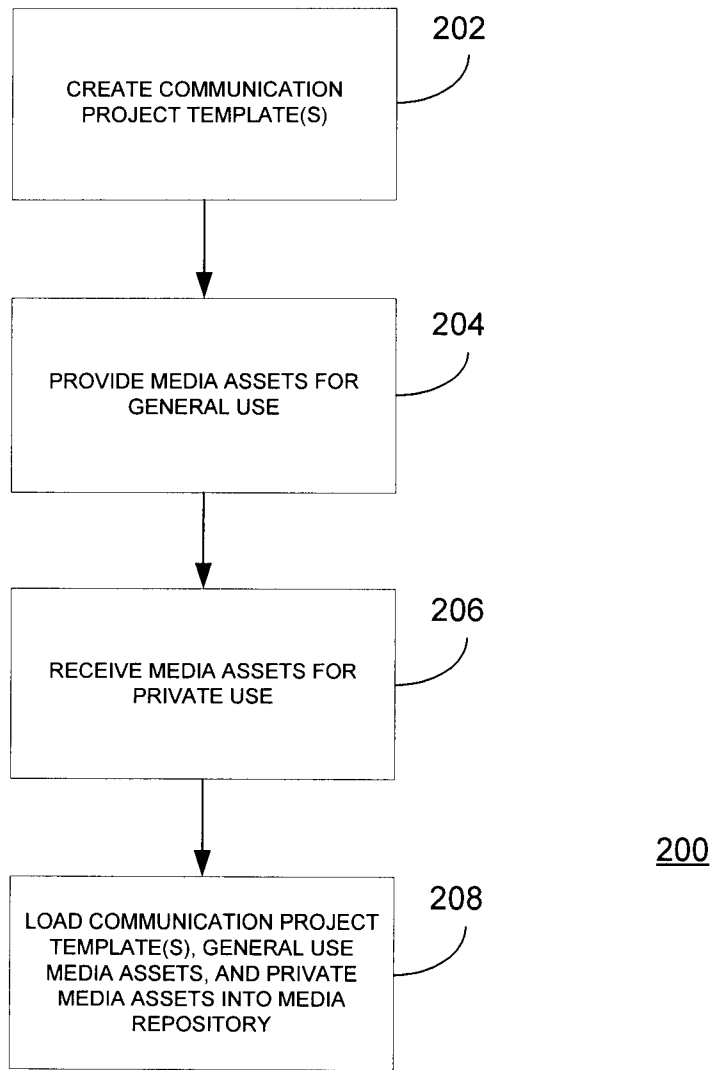 202
CREATE COMMUNICATION
PROJECT TEMPLATE(S)
204
PROVIDE MEDIA ASSETS FOR
GENERAL USE
206
RECEIVE MEDIA ASSETS FOR
PRIVATE USE
200
208
LOAD COMMUNICATION PROJECT
TEMPLATE(S), GENERAL USE
MEDIA ASSETS, AND PRIVATE
MEDIA ASSETS INTO MEDIA
REPOSITORY